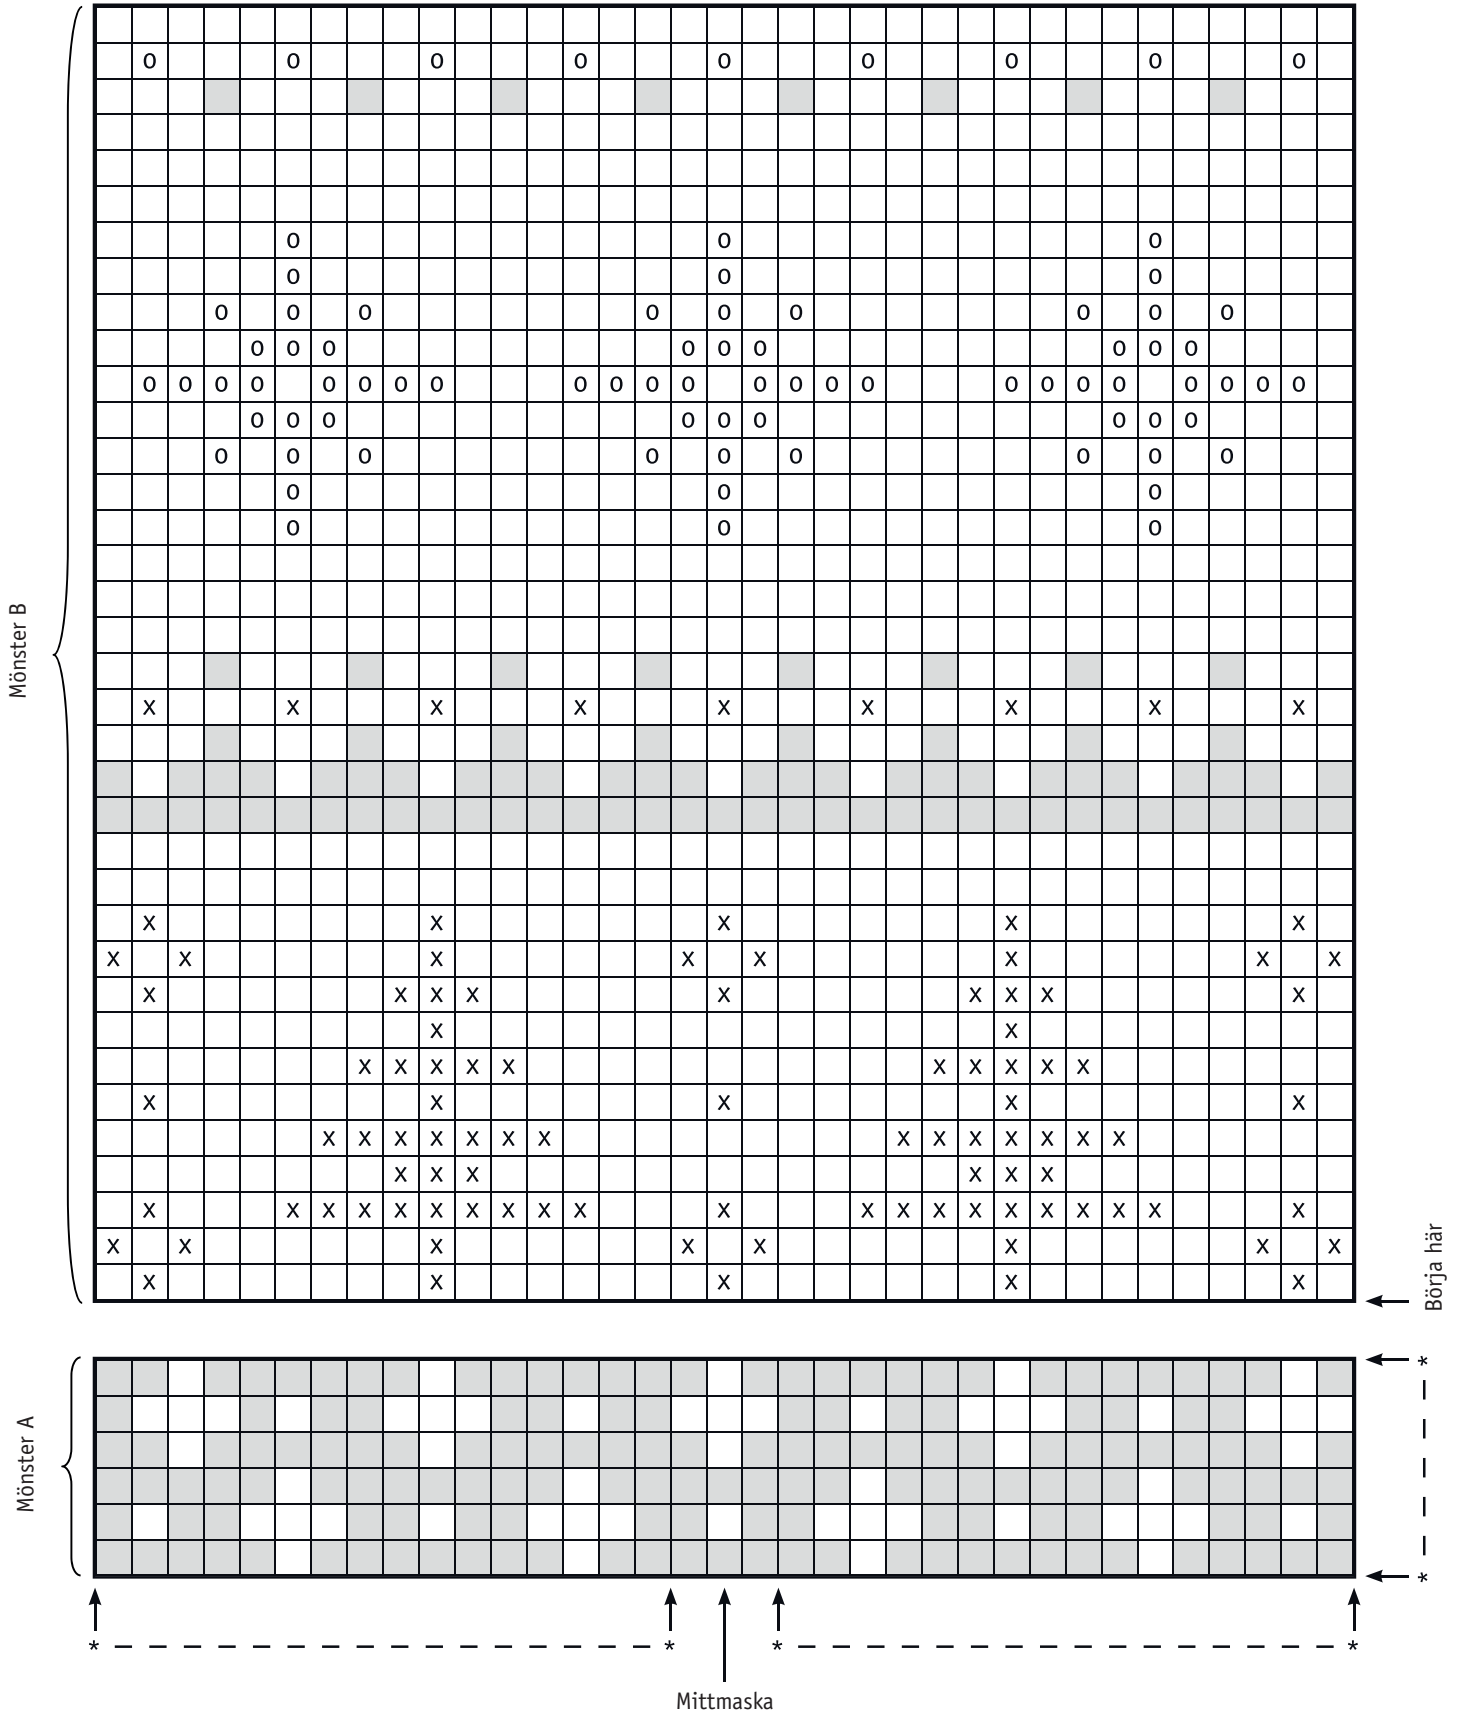 o o o o o o o o o
o o o
o o o
o o o o o o o o o
o o o o o o o o o
o o o o o o o o o o o o o o o o o o o o o o o o
o o o o o o o o o
o o o o o o o o o
o o o
o o o
Mönster B
x x x x x x x x x
x x x x x
x x x x x x x x
x x x x x x x x x
x x
x x x x x x x x x x
x x x x x
x x x x x x x x x x x x x x
x x x x x x
x x x x x x x x x x x x x x x x x x x x x
x x x x x x x x
x x x x x
Börja här
Mönster A
*
*
* * * *
Mittmaska